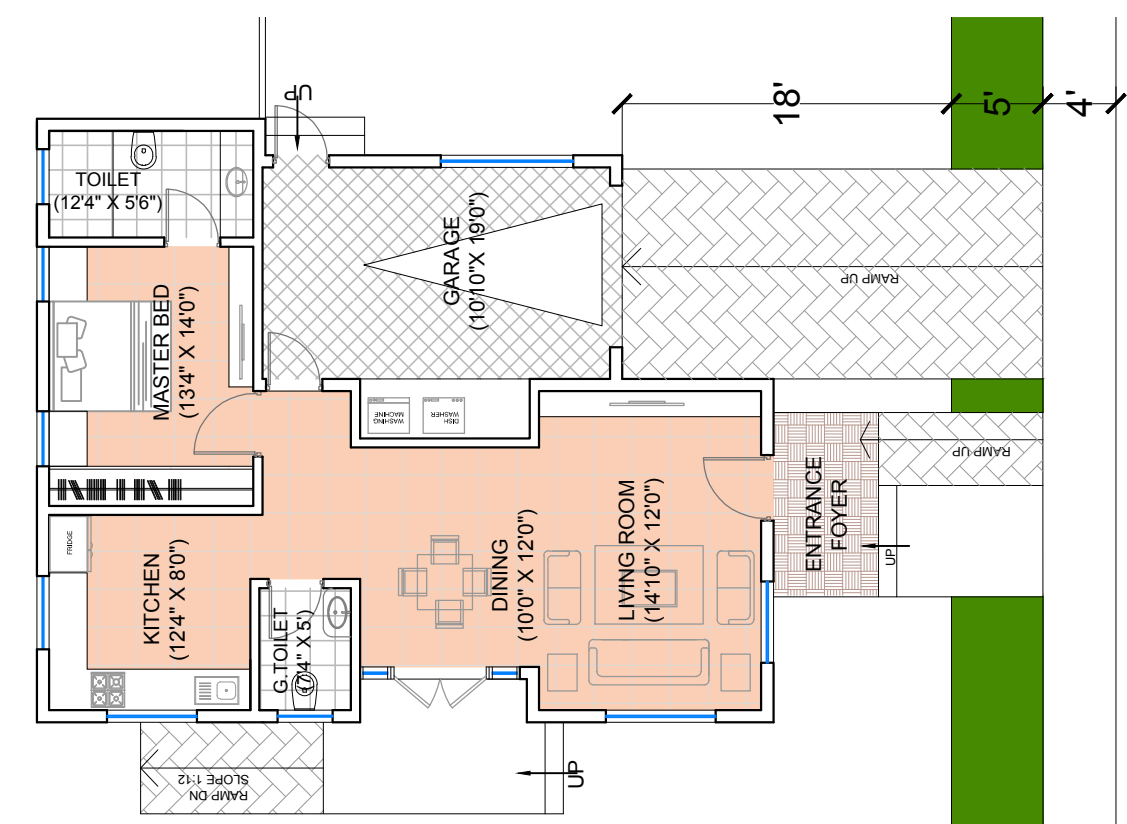 UP
18'
5'
4'
TOILET
(12'4" X 5'6")
GARAGE
(10'10"X 19'0")
RAMP UP
MASTER BED
(13'4" X 14'0")
WASHING
MACHINE
DISH
WASHER
RAMP UP
ENTRANCE
FOYER
UP
LIVING ROOM
(14'10" X 12'0")
DINING
(10'0" X 12'0")
FRIDGE
KITCHEN
(12'4" X 8'0")
G.TOILET
(7'4" X 5')
RAMP DN
SLOPE 1:12
UP